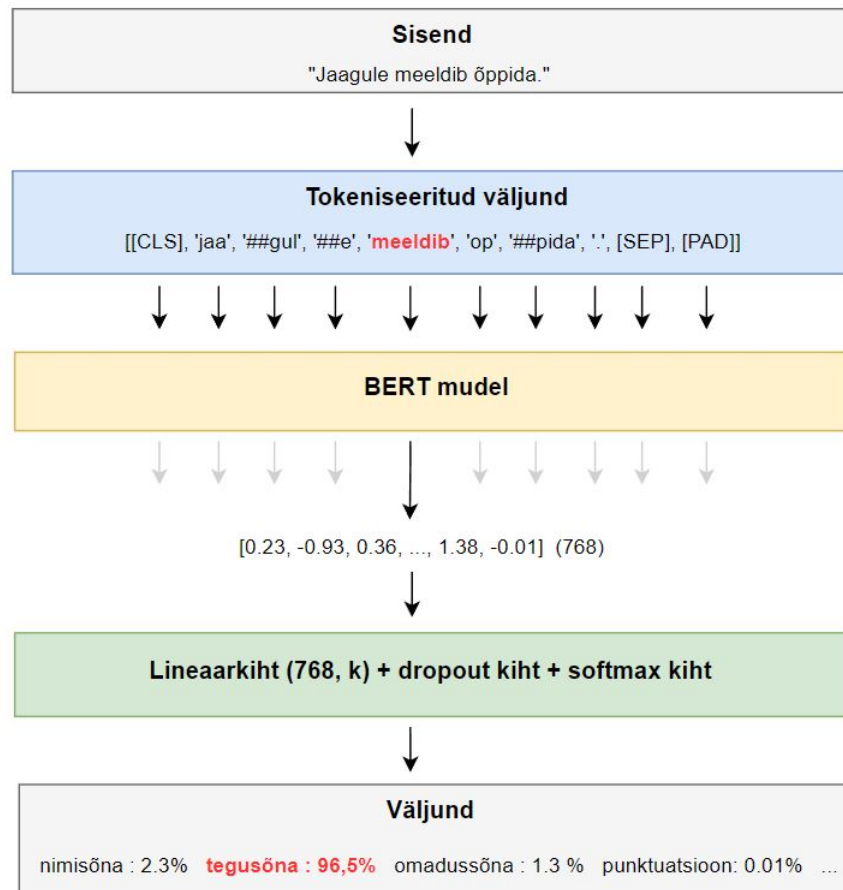 Sisend
"Jaagule meeldib õppida."
Tokeniseeritud väljund
[[CLS], 'jaa', '##gul', '##e', 'meeldib', 'op', '##pida', '.', [SEP], [PAD]]
BERT mudel
[0.23, -0.93, 0.36, ..., 1.38, -0.01] (768)
Lineaarkiht (768, k) + dropout kiht + softmax kiht
Väljund
nimisõna : 2.3% tegusõna : 96,5% omadussõna : 1.3 % punktuatsioon: 0.01% ...